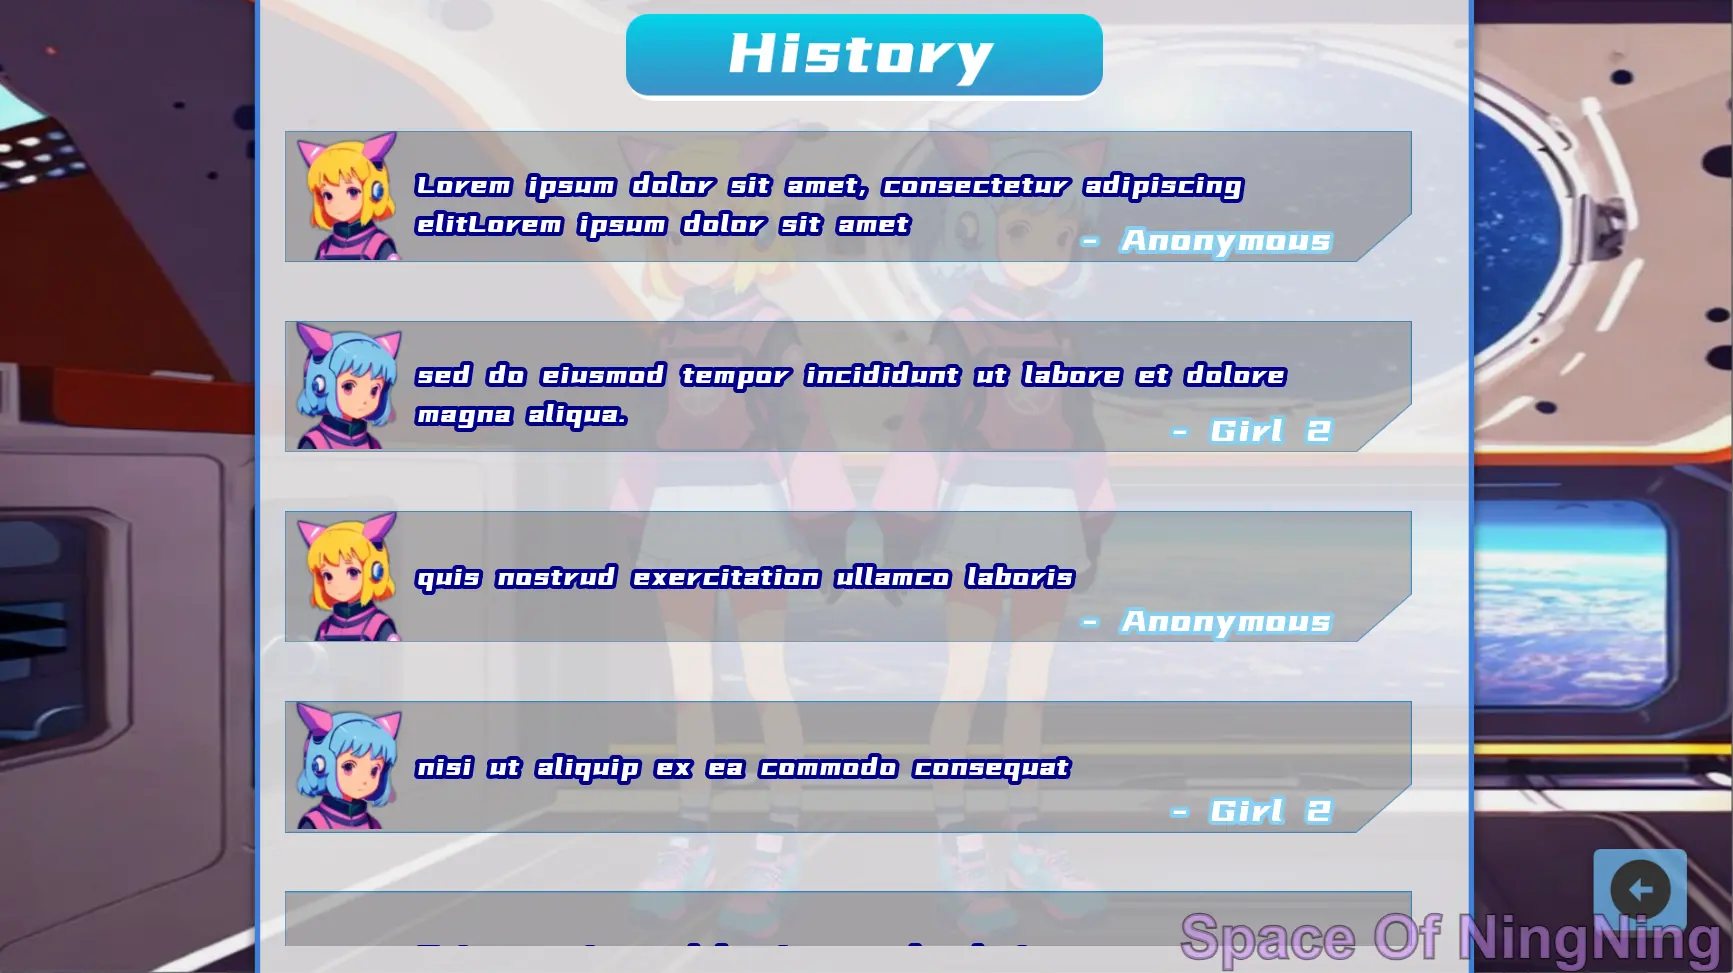 History
Lorem ipsum dolor sit amet, consectetur adipiscing
elitLorem ipsum dolor sit amet
- Anonymous
sed do eiusmod tempor incididunt ut labore et dolore
magna aliqua.
- Girl 2
quis nostrud exercitation ullamco laboris
- Anonymous
nisi ut aliquip ex ea commodo consequat
- Girl 2
Space Of NingNing